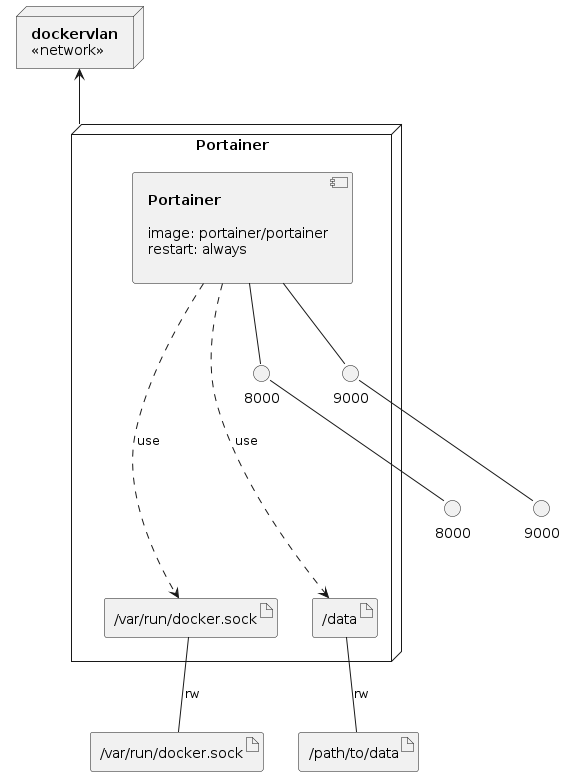 dockervlan
«network»
Portainer
Portainer
image: portainer/portainer
restart: always
8000
9000
use
use
8000
9000
/var/run/docker.sock
/data
rw
rw
/var/run/docker.sock
/path/to/data